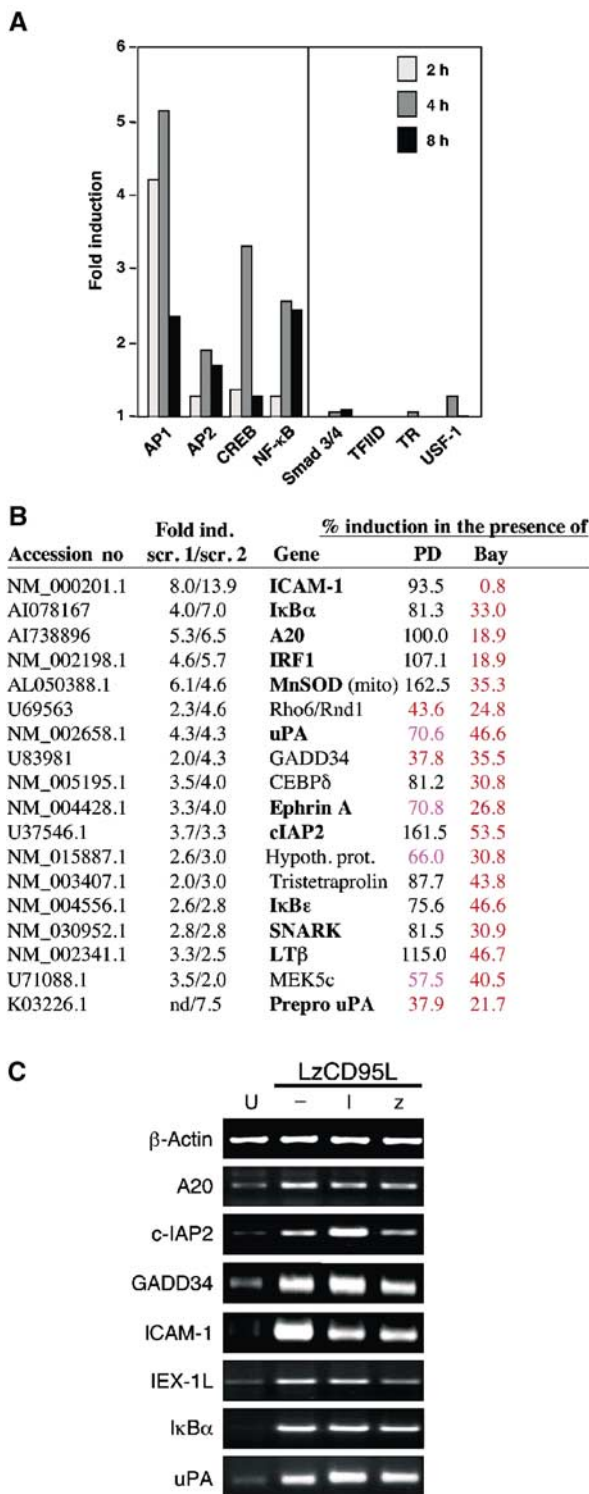 A
6
5
4
3
2
1
Fold induction
2 h
4 h
8 h
AP1
AP2
CREB
NF-κB
Smad 3/4
TFIID
TR
USF-1
B
Fold ind. % induction in the presence of
Accession no scr. 1/scr. 2 Gene PD Bay
NM_000201.1 8.0/13.9 ICAM-1 93.5 0.8
AI078167 4.0/7.0 IκBα 81.3 33.0
AI738896 5.3/6.5 A20 100.0 18.9
NM_002198.1 4.6/5.7 IRF1 107.1 18.9
AL050388.1 6.1/4.6 MnSOD (mito) 162.5 35.3
U69563 2.3/4.6 Rho6/Rnd1 43.6 24.8
NM_002658.1 4.3/4.3 uPA 70.6 46.6
U83981 2.0/4.3 GADD34 37.8 35.5
NM_005195.1 3.5/4.0 CEBPδ 81.2 30.8
NM_004428.1 3.3/4.0 Ephrin A 70.8 26.8
U37546.1 3.7/3.3 cIAP2 161.5 53.5
NM_015887.1 2.6/3.0 Hypoth. prot. 66.0 30.8
NM_003407.1 2.0/3.0 Tristetraprolin 87.7 43.8
NM_004556.1 2.6/2.8 IκBε 75.6 46.6
NM_030952.1 2.8/2.8 SNARK 81.5 30.9
NM_002341.1 3.3/2.5 LTβ 115.0 46.7
U71088.1 3.5/2.0 MEK5c 57.5 40.5
K03226.1 nd/7.5 Prepro uPA 37.9 21.7
C
LzCD95L
U – I z
β-Actin
A20
c-IAP2
GADD34
ICAM-1
IEX-1L
IκBα
uPA